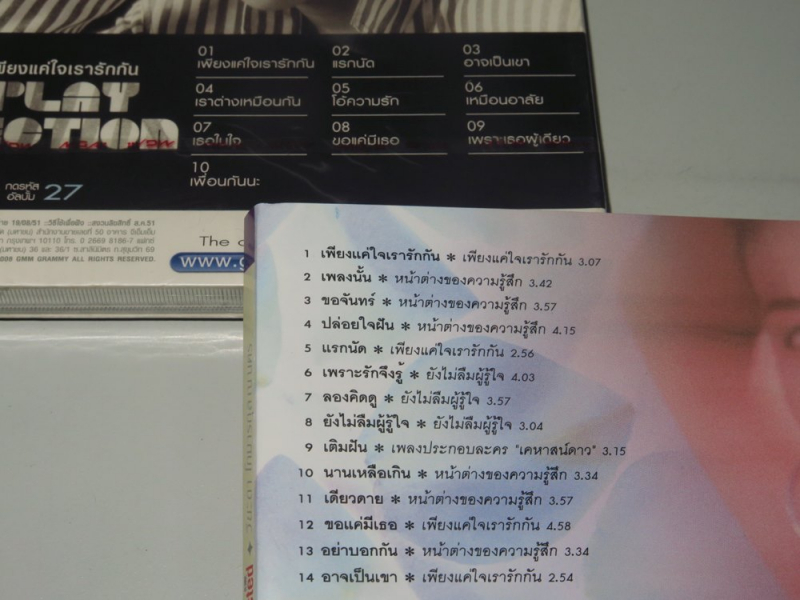 01 02 03
เพียงแค่ใจเรารักกัน แรกนัด อาจเป็นเขา
เพียงแค่ใจเรารักกัน
04 05 06
เราต่างเหมือนกัน โอ้ความรัก เหมือนอาลัย
PLAY
07 08 09
เธอในใจ ขอแค่มีเธอ เพราะเธอผู้เดียว
10
เพื่อนกันนะ
กดรหัส
อัลบั้ม 27
GMM GRAMMY ALL RIGHTS RESERVED.
The
www.g
1 เพียงแค่ใจเรารักกัน * เพียงแค่ใจเรารักกัน 3.07
2 เพลงนั้น * หน้าต่างของความรู้สึก 3.42
3 ขอจันทร์ * หน้าต่างของความรู้สึก 3.57
4 ปล่อยใจฝัน * หน้าต่างของความรู้สึก 4.15
5 แรกนัด * เพียงแค่ใจเรารักกัน 2.56
6 เพราะรักจึงรู้ * ยังไม่ลืมผู้รู้ใจ 4.03
7 ลองคิดดู * ยังไม่ลืมผู้รู้ใจ 3.57
8 ยังไม่ลืมผู้รู้ใจ * ยังไม่ลืมผู้รู้ใจ 3.04
9 เติมฝัน * เพลงประกอบละคร "เคหาสน์ดาว" 3.15
10 นานเหลือเกิน * หน้าต่างของความรู้สึก 3.34
11 เดียวดาย * หน้าต่างของความรู้สึก 3.57
12 ขอแค่มีเธอ * เพียงแค่ใจเรารักกัน 4.58
13 อย่าบอกกัน * หน้าต่างของความรู้สึก 3.34
14 อาจเป็นเขา * เพียงแค่ใจเรารักกัน 2.54